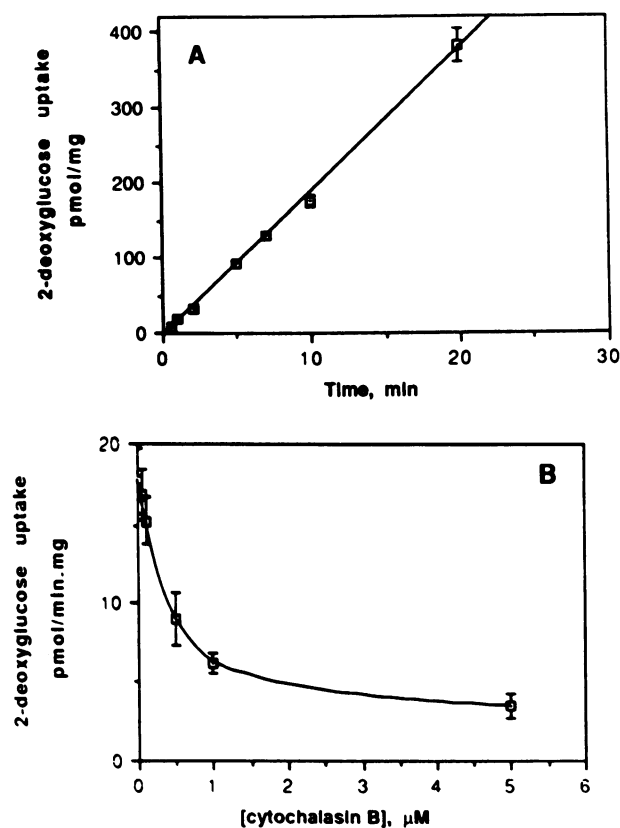 A
2-deoxyglucose uptake
pmol/mg
400
300
200
100
0
0 10 20 30
Time, min
B
2-deoxyglucose uptake
pmol/min.mg
20
10
0
0 1 2 3 4 5 6
[cytochalasin B], μM